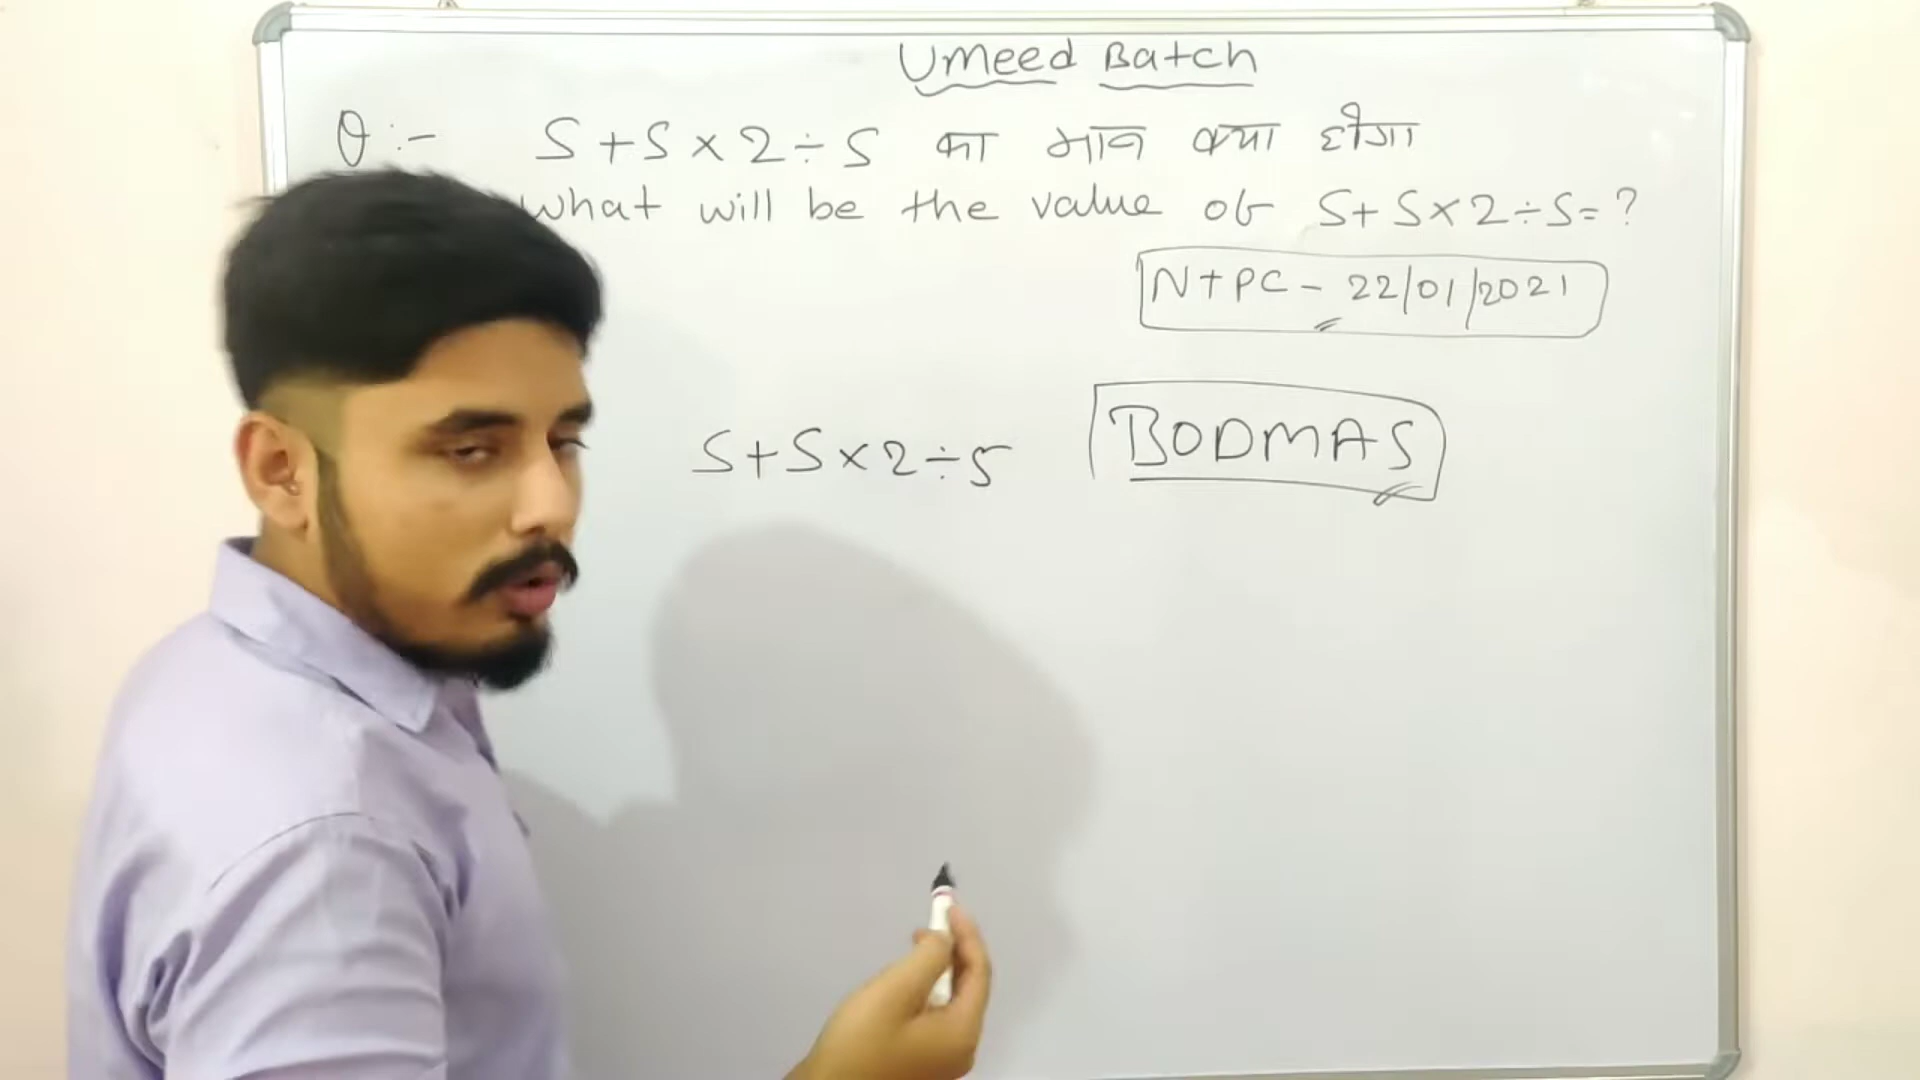 Umeed Batch
Q:- 5+5×2÷5 का मान क्या होगा
what will be the value of 5+5×2÷5=?
NTPC - 22/01/2021
5+5×2÷5 BODMAS